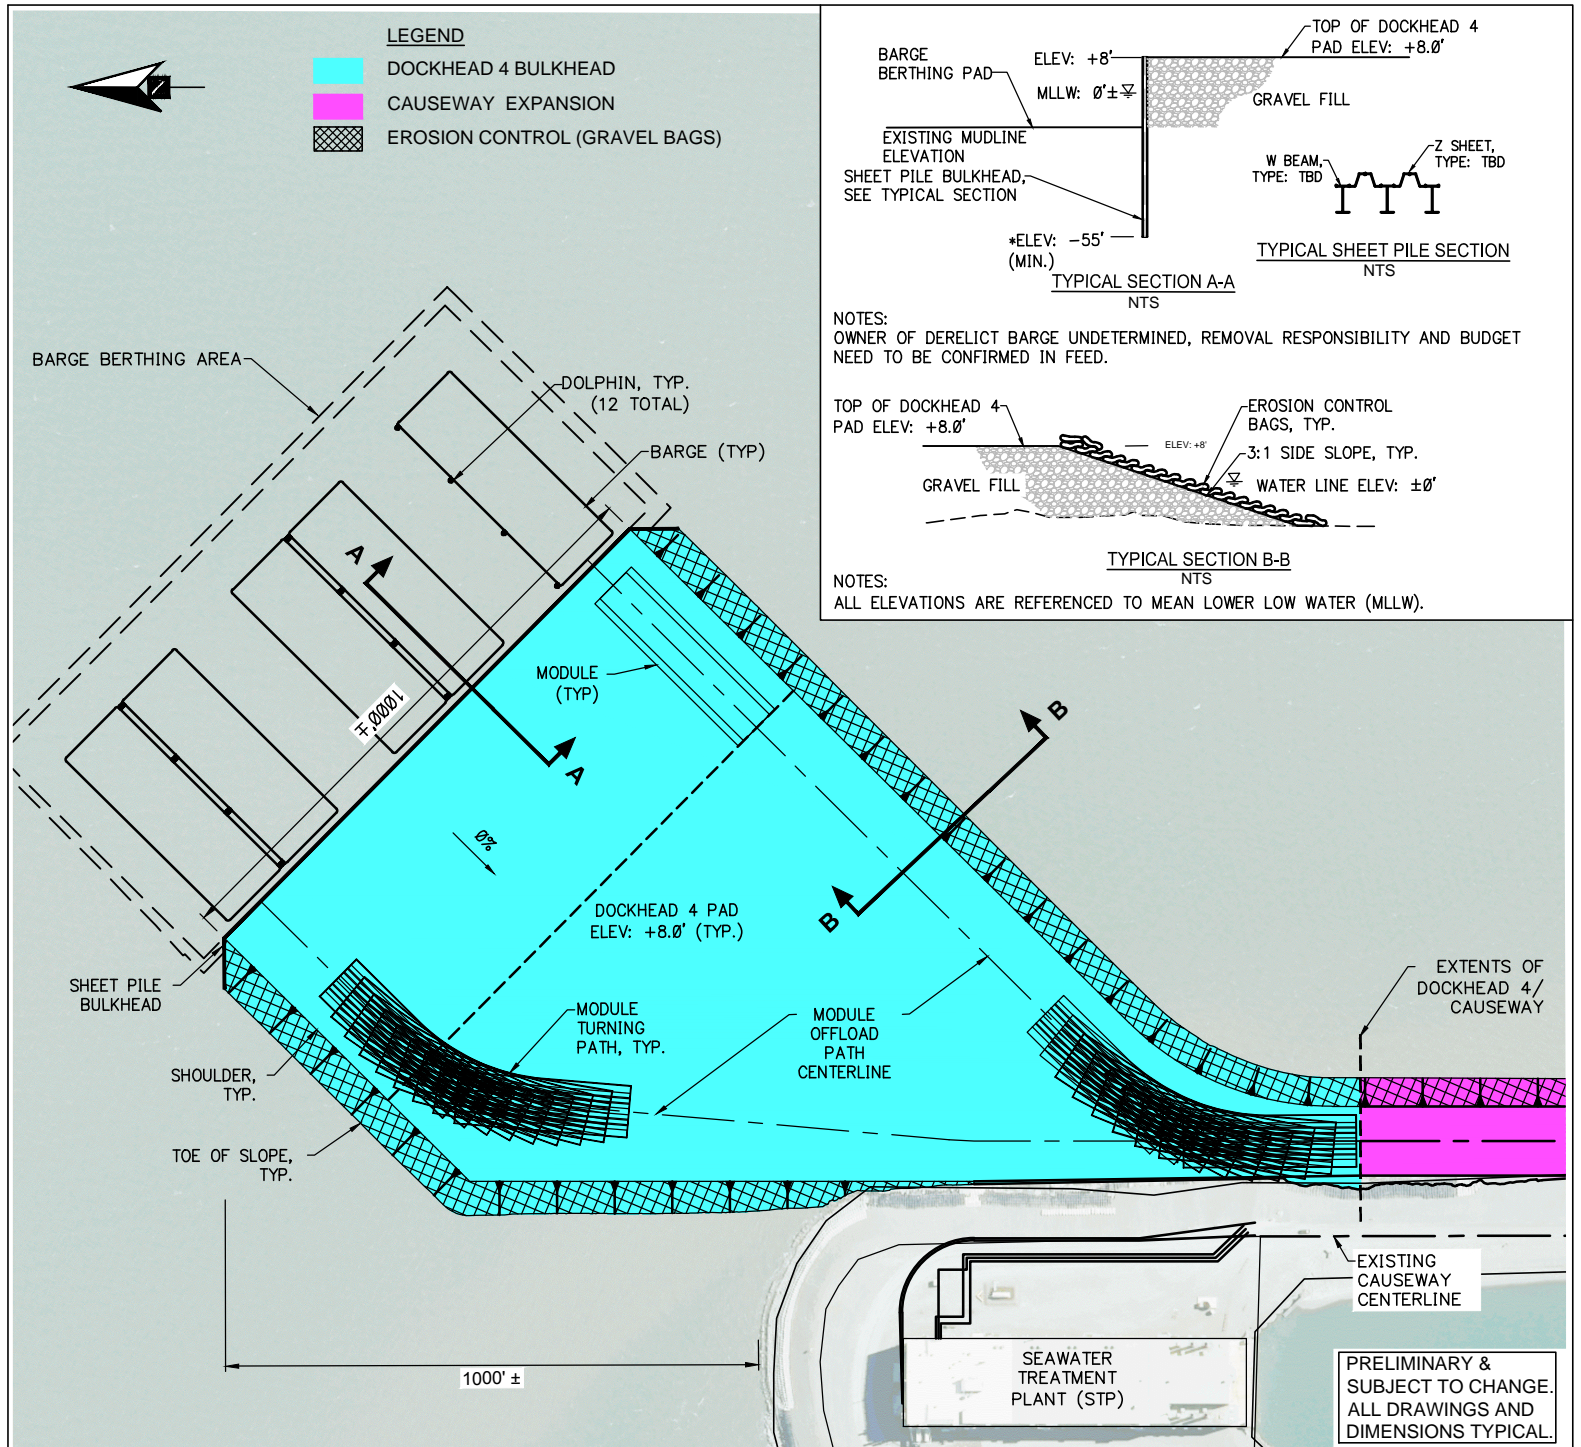 LEGEND
DOCKHEAD 4 BULKHEAD
CAUSEWAY EXPANSION
EROSION CONTROL (GRAVEL BAGS)
TOP OF DOCKHEAD 4
PAD ELEV: +8.0'
BARGE
BERTHING PAD
ELEV: +8'
MLLW: 0'±
GRAVEL FILL
EXISTING MUDLINE
ELEVATION
SHEET PILE BULKHEAD,
SEE TYPICAL SECTION
*ELEV: -55'
(MIN.)
TYPICAL SECTION A-A
NTS
W BEAM,
TYPE: TBD
Z SHEET,
TYPE: TBD
TYPICAL SHEET PILE SECTION
NTS
NOTES:
OWNER OF DERELICT BARGE UNDETERMINED, REMOVAL RESPONSIBILITY AND BUDGET
NEED TO BE CONFIRMED IN FEED.
TOP OF DOCKHEAD 4
PAD ELEV: +8.0'
ELEV: +8'
EROSION CONTROL
BAGS, TYP.
3:1 SIDE SLOPE, TYP.
GRAVEL FILL
WATER LINE ELEV: ±0'
TYPICAL SECTION B-B
NTS
NOTES:
ALL ELEVATIONS ARE REFERENCED TO MEAN LOWER LOW WATER (MLLW).
BARGE BERTHING AREA
DOLPHIN, TYP.
(12 TOTAL)
BARGE (TYP)
A
A
1000' ±
MODULE
(TYP)
B
B
0%
DOCKHEAD 4 PAD
ELEV: +8.0' (TYP.)
SHEET PILE
BULKHEAD
MODULE
TURNING
PATH, TYP.
MODULE
OFFLOAD
PATH
CENTERLINE
EXTENTS OF
DOCKHEAD 4/
CAUSEWAY
SHOULDER,
TYP.
TOE OF SLOPE,
TYP.
1000' ±
EXISTING
CAUSEWAY
CENTERLINE
SEAWATER
TREATMENT
PLANT (STP)
PRELIMINARY &
SUBJECT TO CHANGE.
ALL DRAWINGS AND
DIMENSIONS TYPICAL.